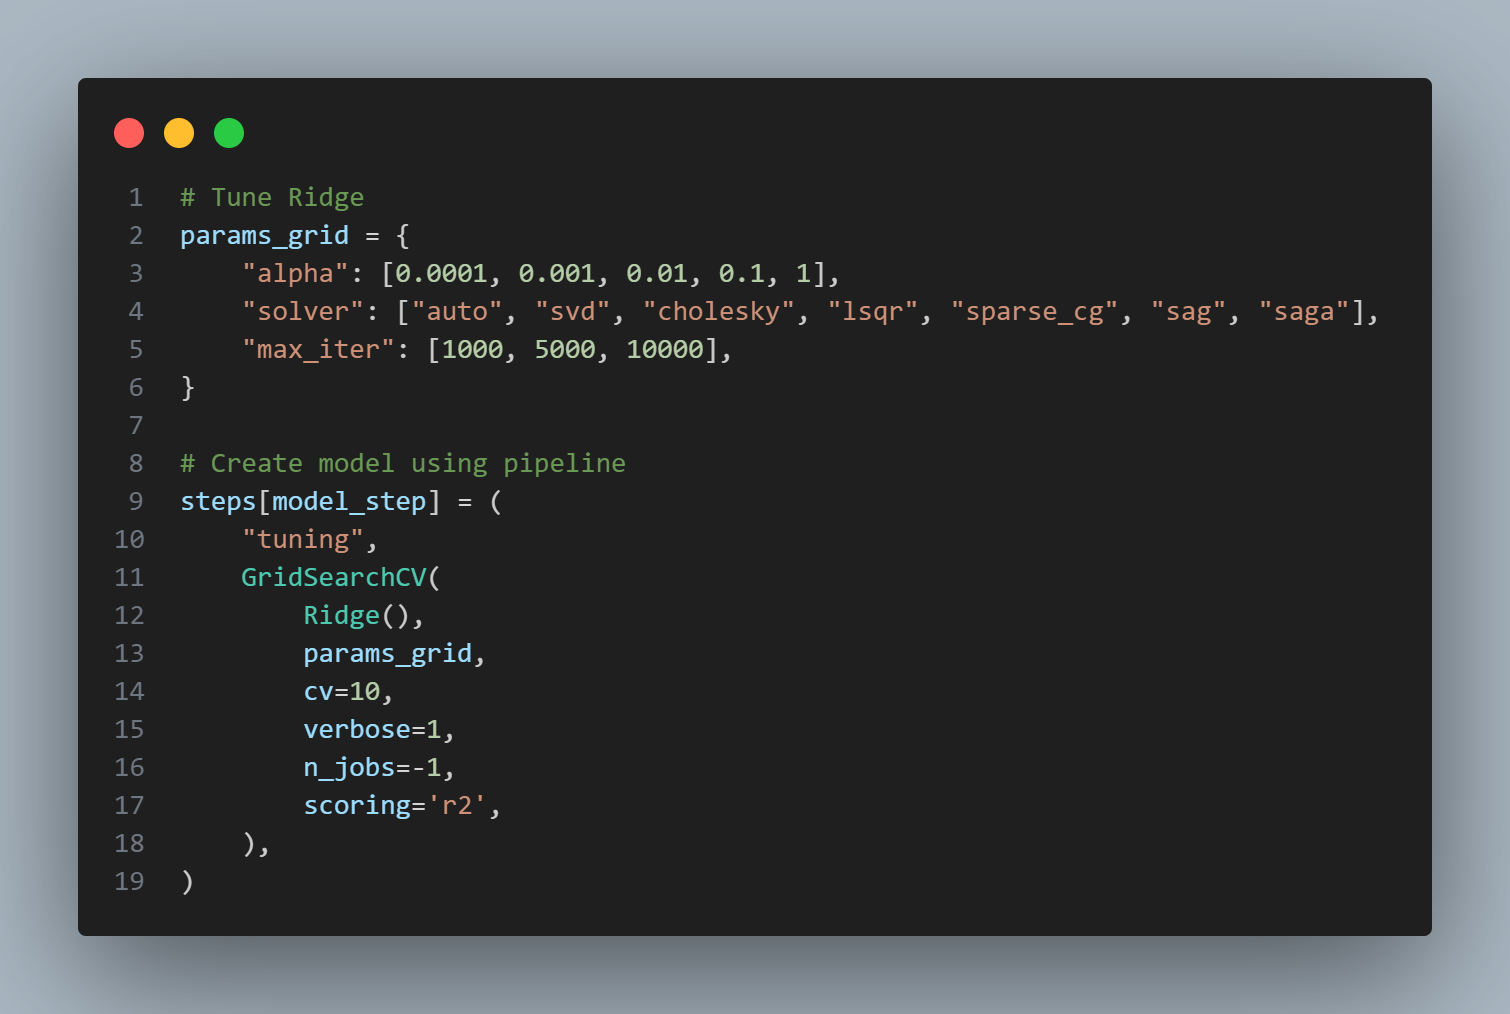 1 # Tune Ridge
2 params_grid = {
3     "alpha": [0.0001, 0.001, 0.01, 0.1, 1],
4     "solver": ["auto", "svd", "cholesky", "lsqr", "sparse_cg", "sag", "saga"],
5     "max_iter": [1000, 5000, 10000],
6 }
7
8 # Create model using pipeline
9 steps[model_step] = (
10     "tuning",
11     GridSearchCV(
12         Ridge(),
13         params_grid,
14         cv=10,
15         verbose=1,
16         n_jobs=-1,
17         scoring='r2',
18     ),
19 )